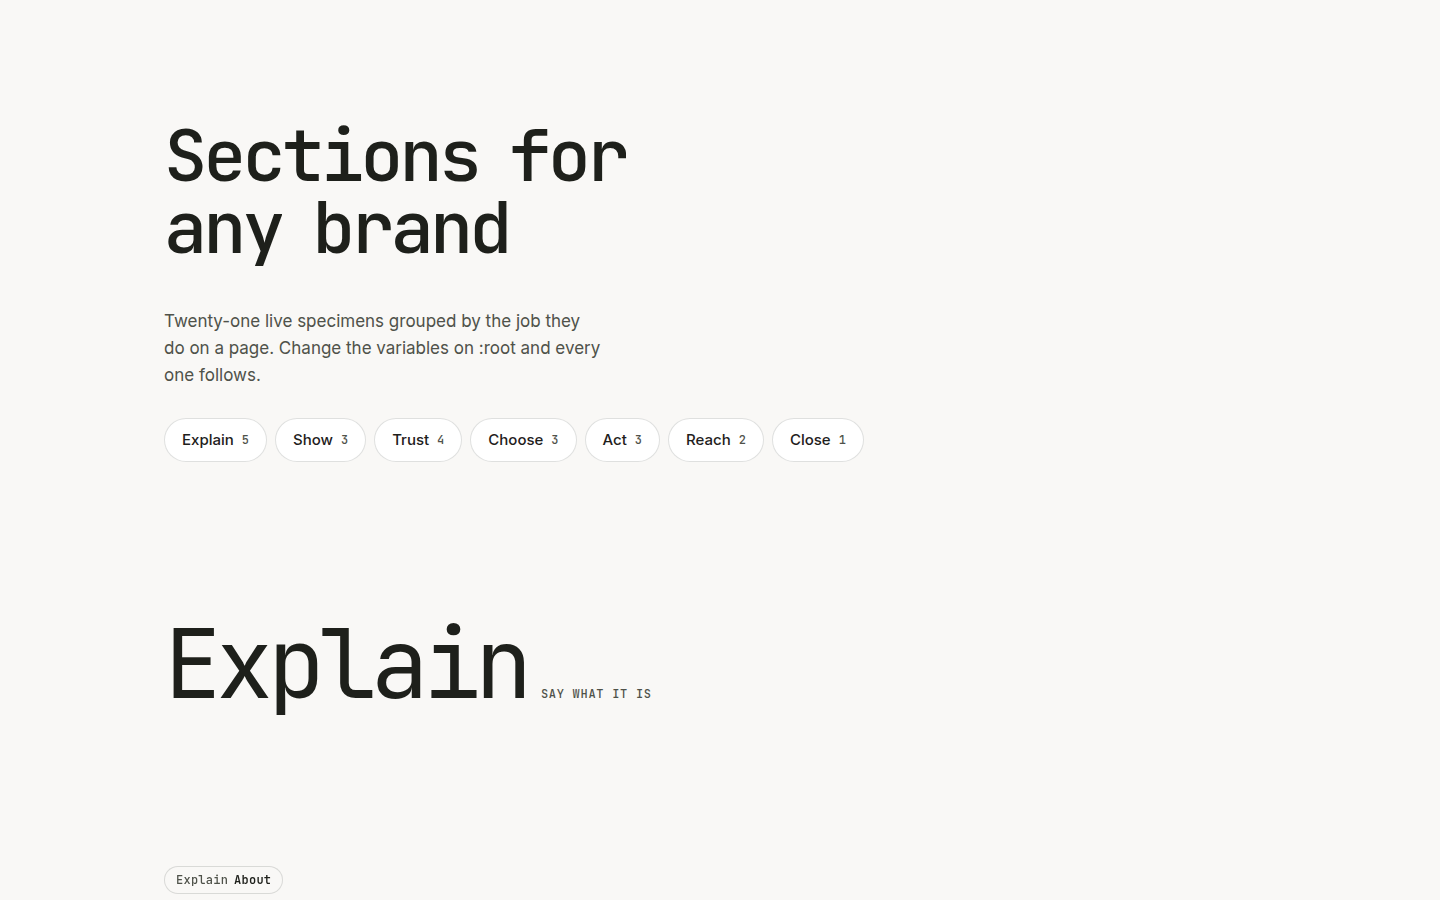 Sections for
any brand
Twenty-one live specimens grouped by the job they
do on a page. Change the variables on :root and every
one follows.
Explain 5 Show 3 Trust 4 Choose 3 Act 3 Reach 2 Close 1
Explain SAY WHAT IT IS
Explain About